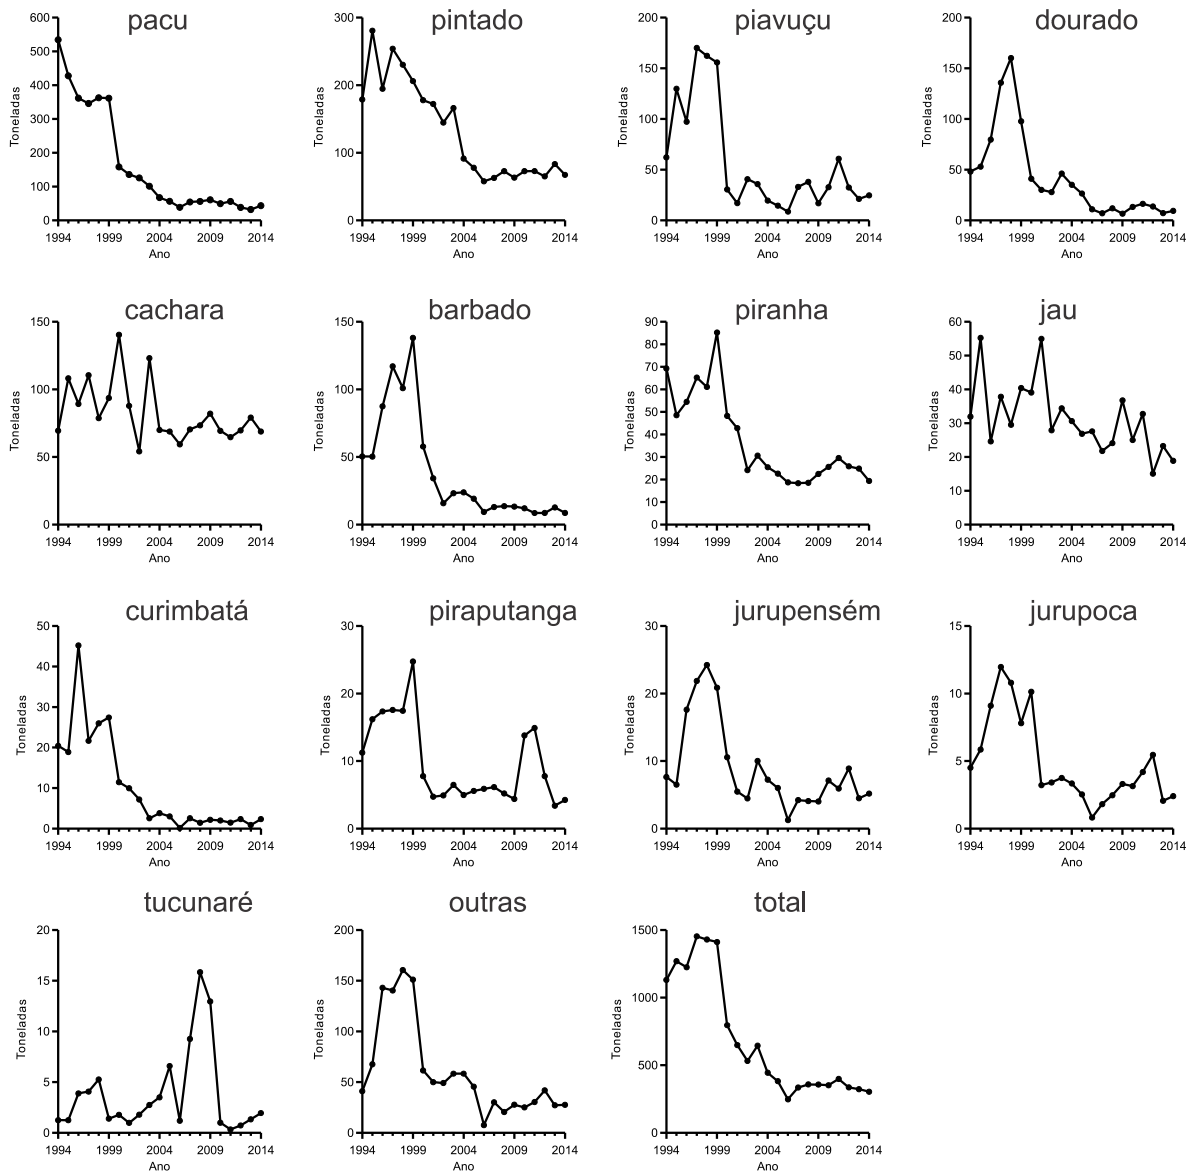 pacu
pintado
piavuçu
dourado
600
500
400
300
200
100
0
Toneladas
1994 1999 2004 2009 2014
Ano
300
200
100
0
Toneladas
1994 1999 2004 2009 2014
Ano
200
150
100
50
0
Toneladas
1994 1999 2004 2009 2014
Ano
200
150
100
50
0
Toneladas
1994 1999 2004 2009 2014
Ano
cachara
barbado
piranha
jau
150
100
50
0
Toneladas
1994 1999 2004 2009 2014
Ano
150
100
50
0
Toneladas
1994 1999 2004 2009 2014
Ano
90
80
70
60
50
40
30
20
10
0
Toneladas
1994 1999 2004 2009 2014
Ano
60
50
40
30
20
10
0
Toneladas
1994 1999 2004 2009 2014
Ano
curimbatá
piraputanga
jurupensém
jurupoca
50
40
30
20
10
0
Toneladas
1994 1999 2004 2009 2014
Ano
30
20
10
0
Toneladas
1994 1999 2004 2009 2014
Ano
30
20
10
0
Toneladas
1994 1999 2004 2009 2014
Ano
15
10
5
0
Toneladas
1994 1999 2004 2009 2014
Ano
tucunaré
outras
total
20
15
10
5
0
Toneladas
1994 1999 2004 2009 2014
Ano
200
150
100
50
0
Toneladas
1994 1999 2004 2009 2014
Ano
1500
1000
500
0
Toneladas
1994 1999 2004 2009 2014
Ano